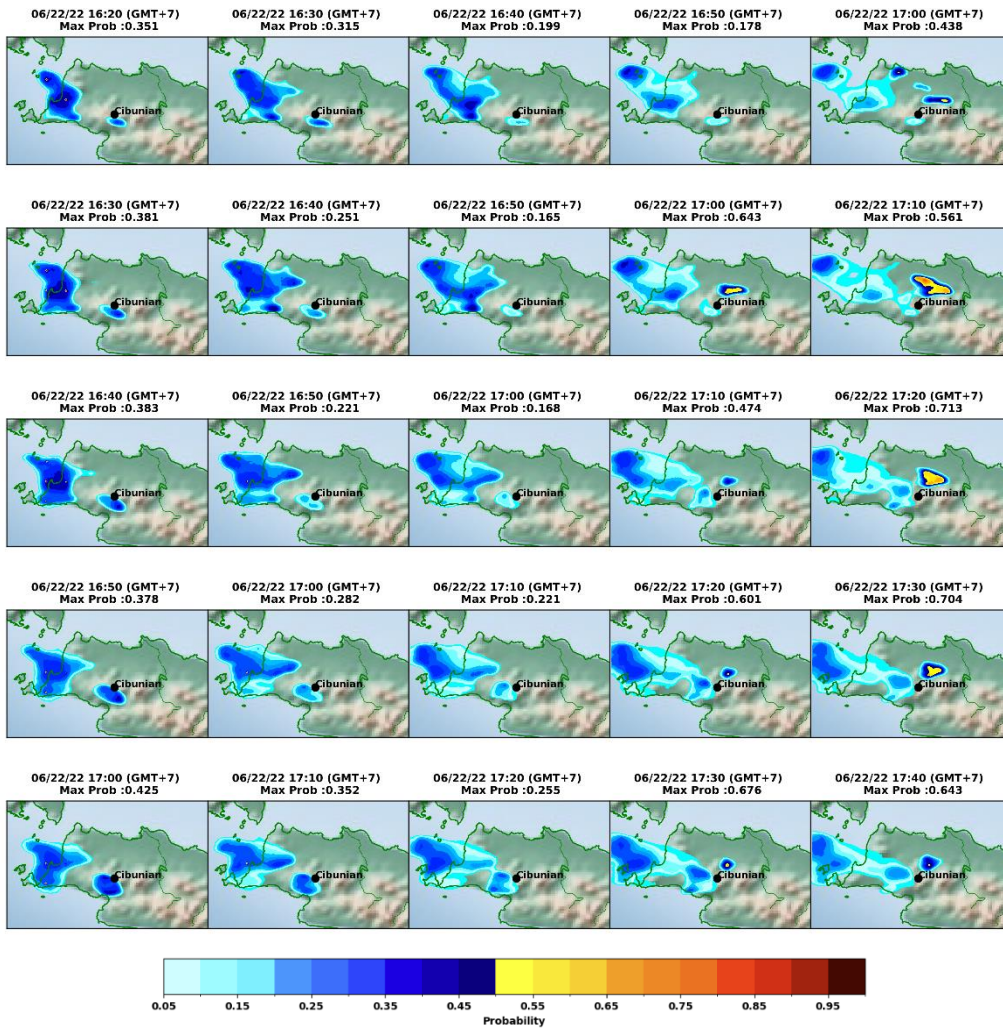 06/22/22 16:20 (GMT+7)
Max Prob :0.351
06/22/22 16:30 (GMT+7)
Max Prob :0.315
06/22/22 16:40 (GMT+7)
Max Prob :0.199
06/22/22 16:50 (GMT+7)
Max Prob :0.178
06/22/22 17:00 (GMT+7)
Max Prob :0.438
Cibunian
Cibunian
Cibunian
Cibunian
Cibunian
06/22/22 16:30 (GMT+7)
Max Prob :0.381
06/22/22 16:40 (GMT+7)
Max Prob :0.251
06/22/22 16:50 (GMT+7)
Max Prob :0.165
06/22/22 17:00 (GMT+7)
Max Prob :0.643
06/22/22 17:10 (GMT+7)
Max Prob :0.561
Cibunian
Cibunian
Cibunian
Cibunian
Cibunian
06/22/22 16:40 (GMT+7)
Max Prob :0.383
06/22/22 16:50 (GMT+7)
Max Prob :0.221
06/22/22 17:00 (GMT+7)
Max Prob :0.168
06/22/22 17:10 (GMT+7)
Max Prob :0.474
06/22/22 17:20 (GMT+7)
Max Prob :0.713
Cibunian
Cibunian
Cibunian
Cibunian
Cibunian
06/22/22 16:50 (GMT+7)
Max Prob :0.378
06/22/22 17:00 (GMT+7)
Max Prob :0.282
06/22/22 17:10 (GMT+7)
Max Prob :0.221
06/22/22 17:20 (GMT+7)
Max Prob :0.601
06/22/22 17:30 (GMT+7)
Max Prob :0.704
Cibunian
Cibunian
Cibunian
Cibunian
Cibunian
06/22/22 17:00 (GMT+7)
Max Prob :0.425
06/22/22 17:10 (GMT+7)
Max Prob :0.352
06/22/22 17:20 (GMT+7)
Max Prob :0.255
06/22/22 17:30 (GMT+7)
Max Prob :0.676
06/22/22 17:40 (GMT+7)
Max Prob :0.643
Cibunian
Cibunian
Cibunian
Cibunian
Cibunian
0.05 0.15 0.25 0.35 0.45 0.55 0.65 0.75 0.85 0.95
Probability